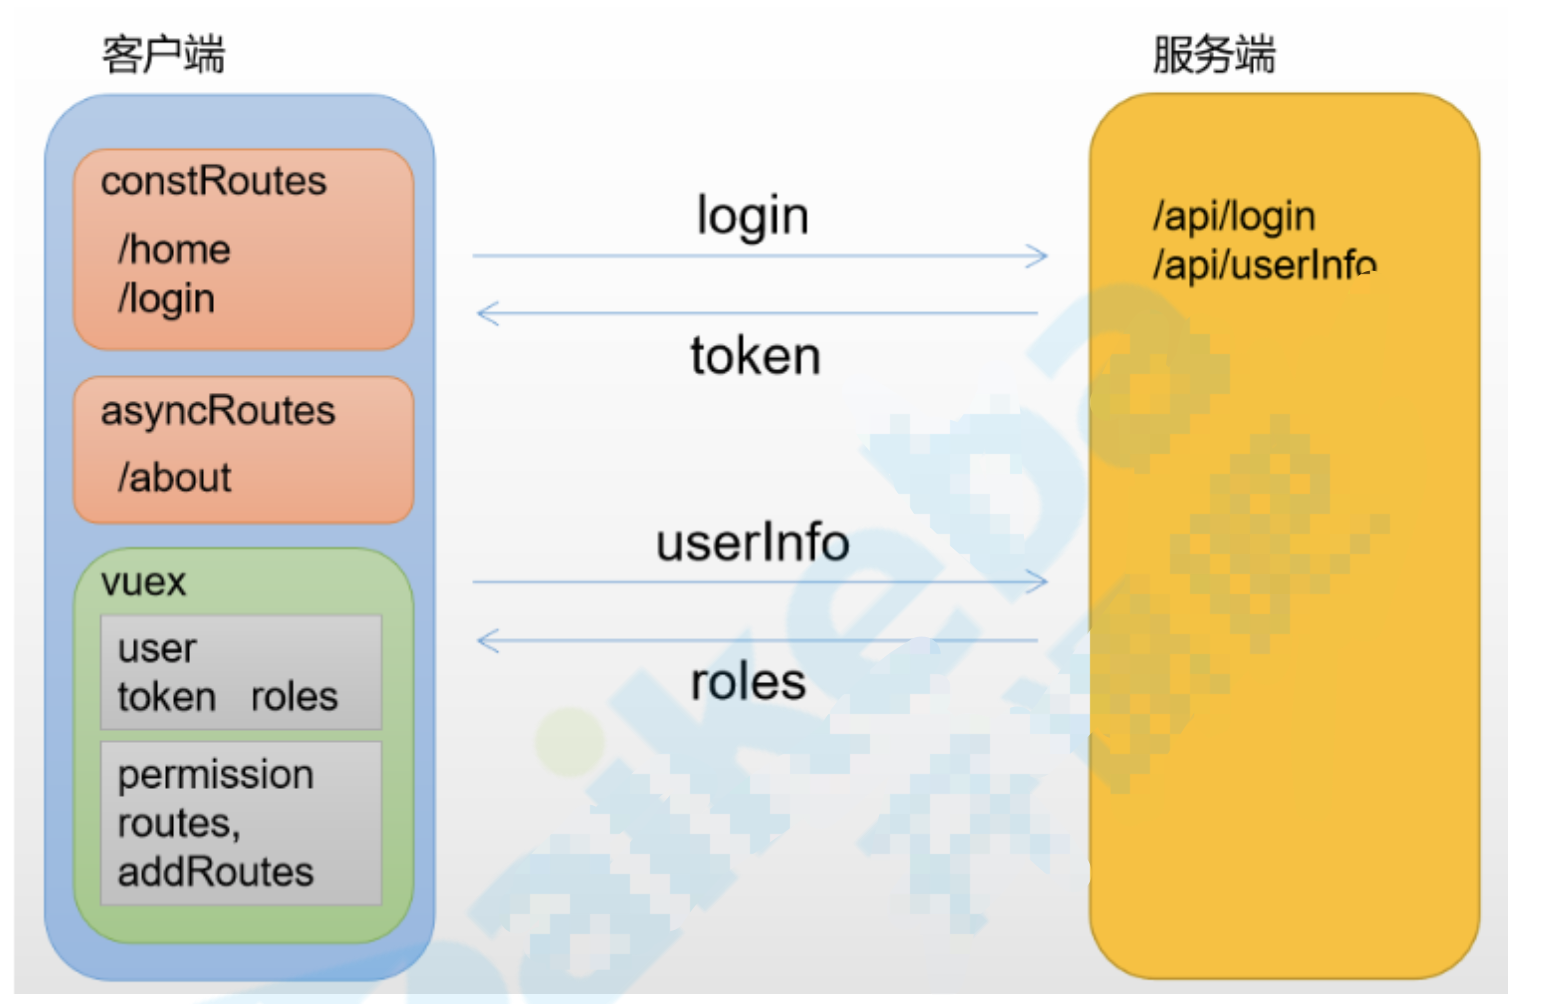 客户端
constRoutes
/home
/login
asyncRoutes
/about
vuex
user
token roles
permission
routes,
addRoutes
login
token
userInfo
roles
服务端
/api/login
/api/userInfo